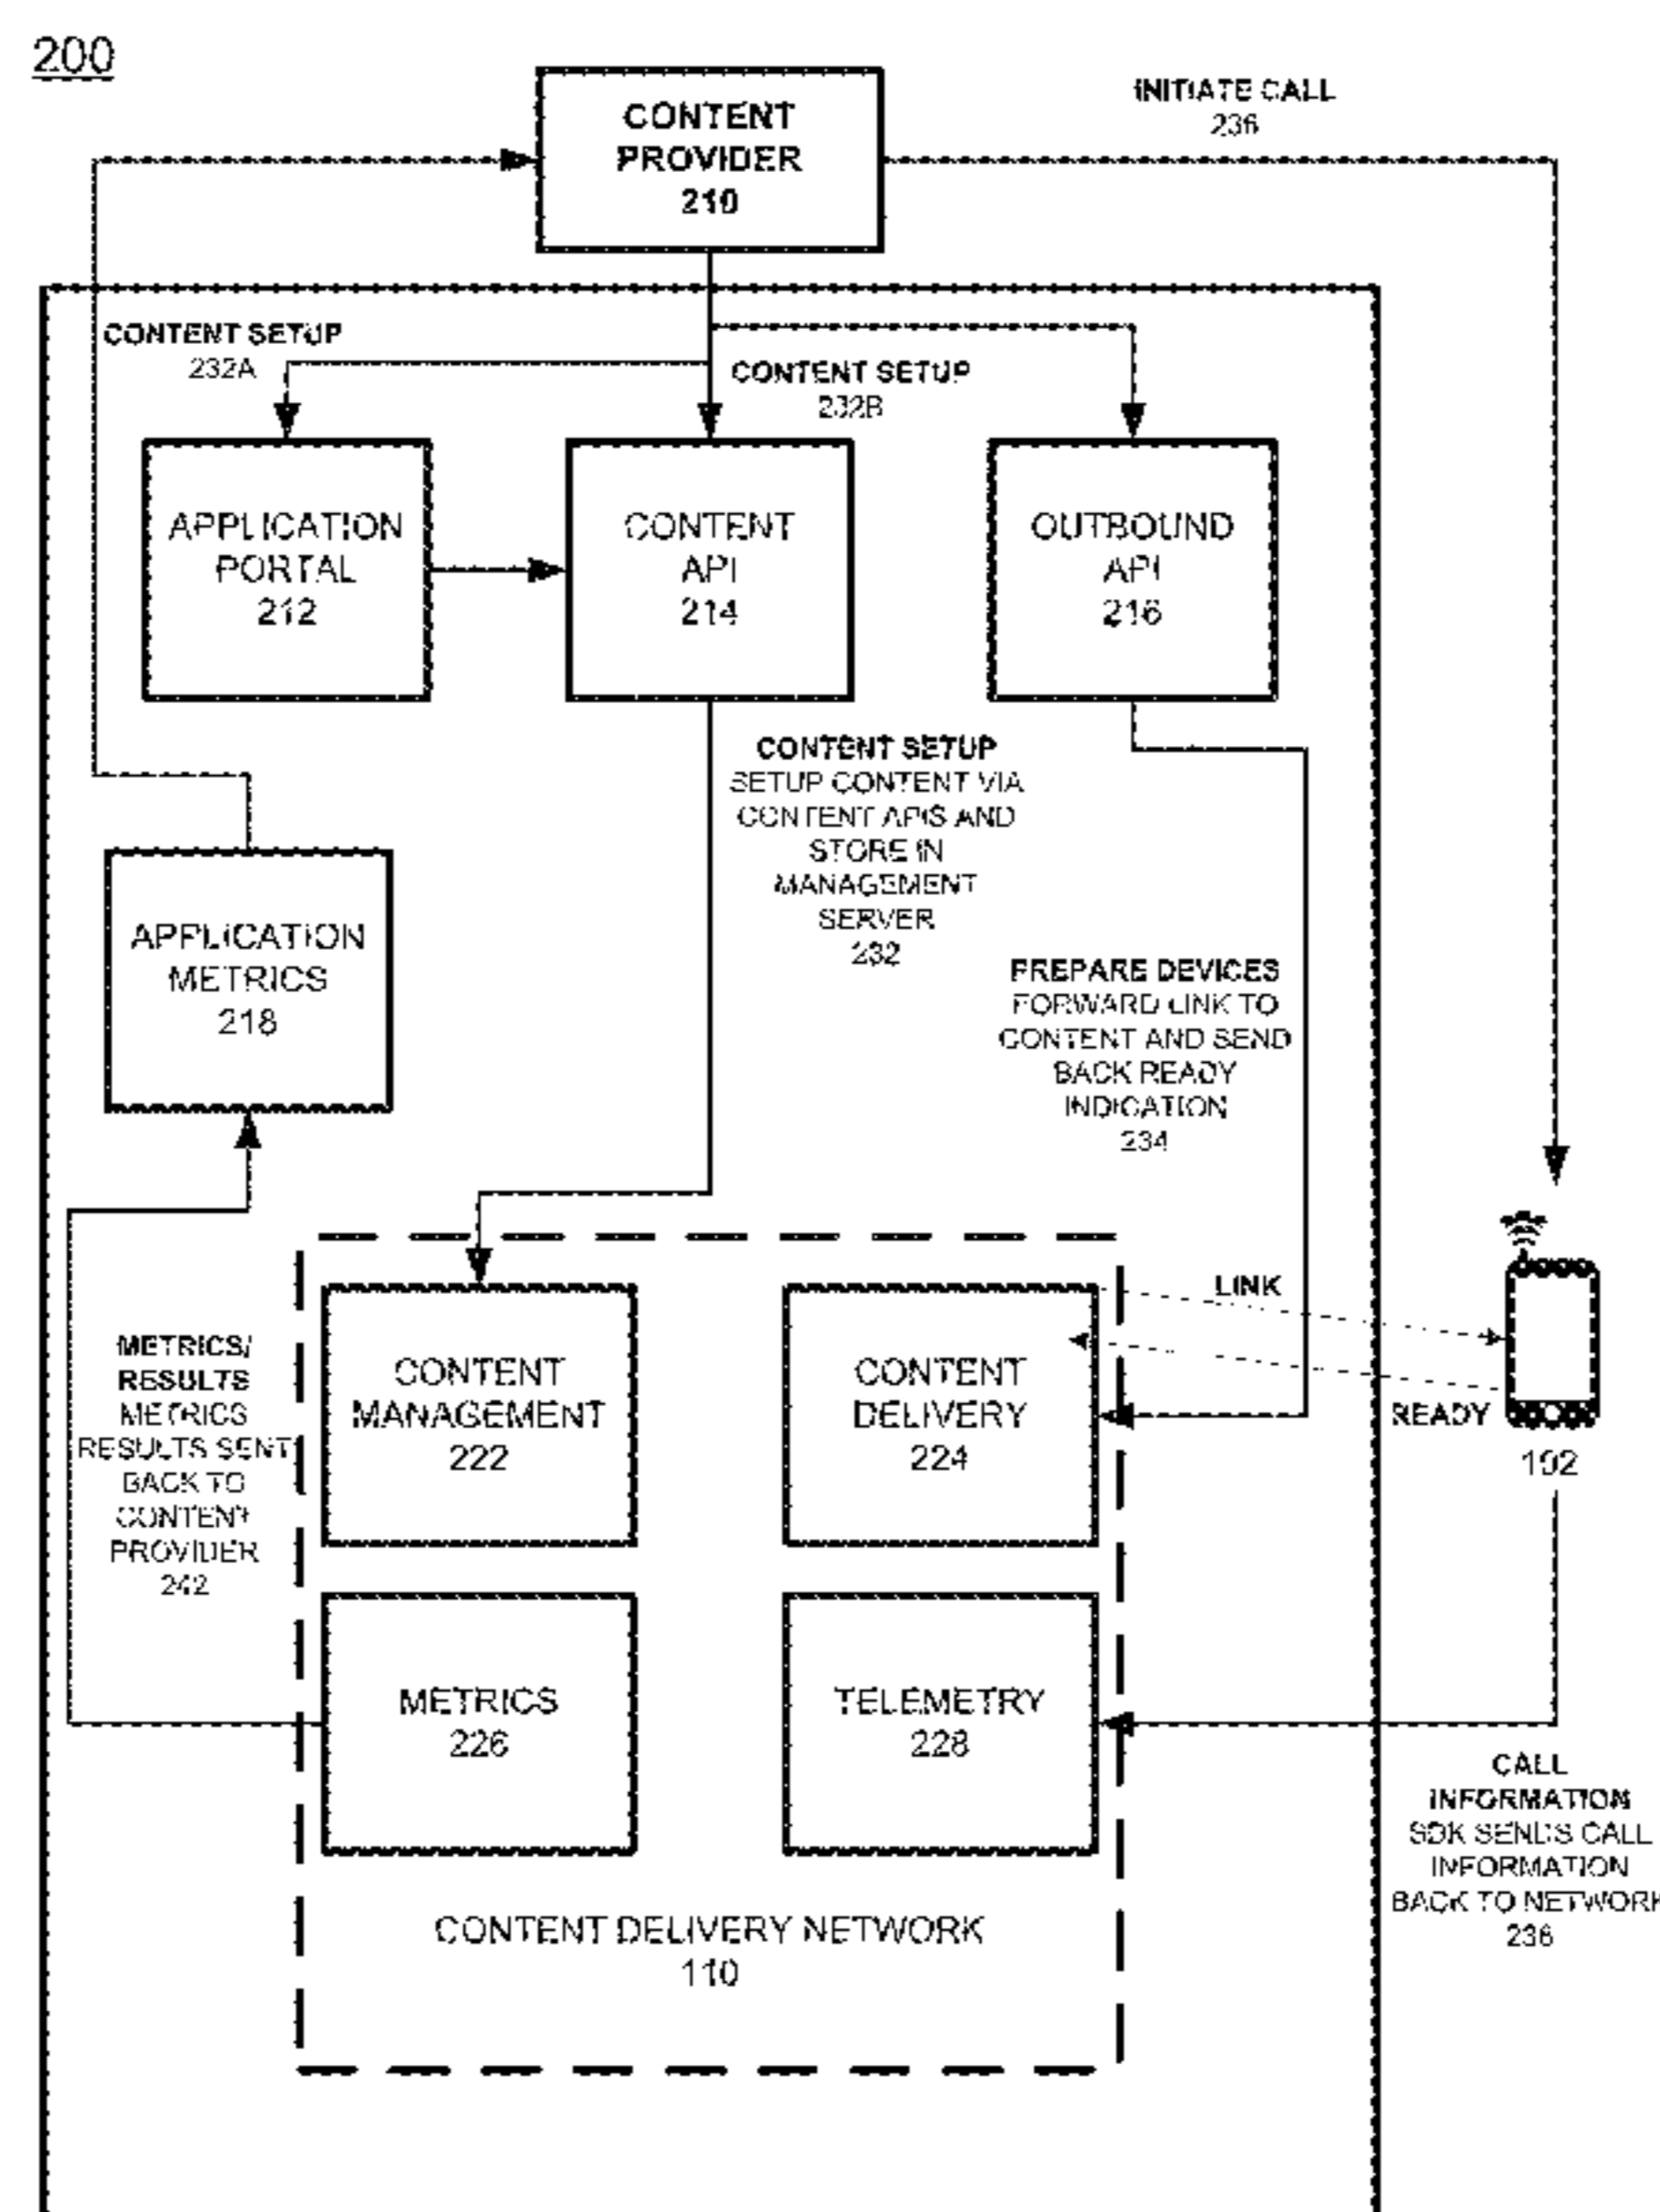 200
CONTENT
PROVIDER
210
INITIATE CALL
236
CONTENT SETUP
232A
CONTENT SETUP
232B
APPLICATION
PORTAL
212
CONTENT
API
214
OUTBOUND
API
216
CONTENT SETUP
SETUP CONTENT VIA
CONTENT APIS AND
STORE IN
MANAGEMENT
SERVER
232
APPLICATION
METRICS
218
PREPARE DEVICES
FORWARD LINK TO
CONTENT AND SEND
BACK READY
INDICATION
234
LINK
READY
102
METRICS/
RESULTS
METRICS
RESULTS SENT
BACK TO
CONTENT
PROVIDER
242
CONTENT
MANAGEMENT
222
CONTENT
DELIVERY
224
METRICS
226
TELEMETRY
228
CALL
INFORMATION
SDK SENDS CALL
INFORMATION
BACK TO NETWORK
236
CONTENT DELIVERY NETWORK
110